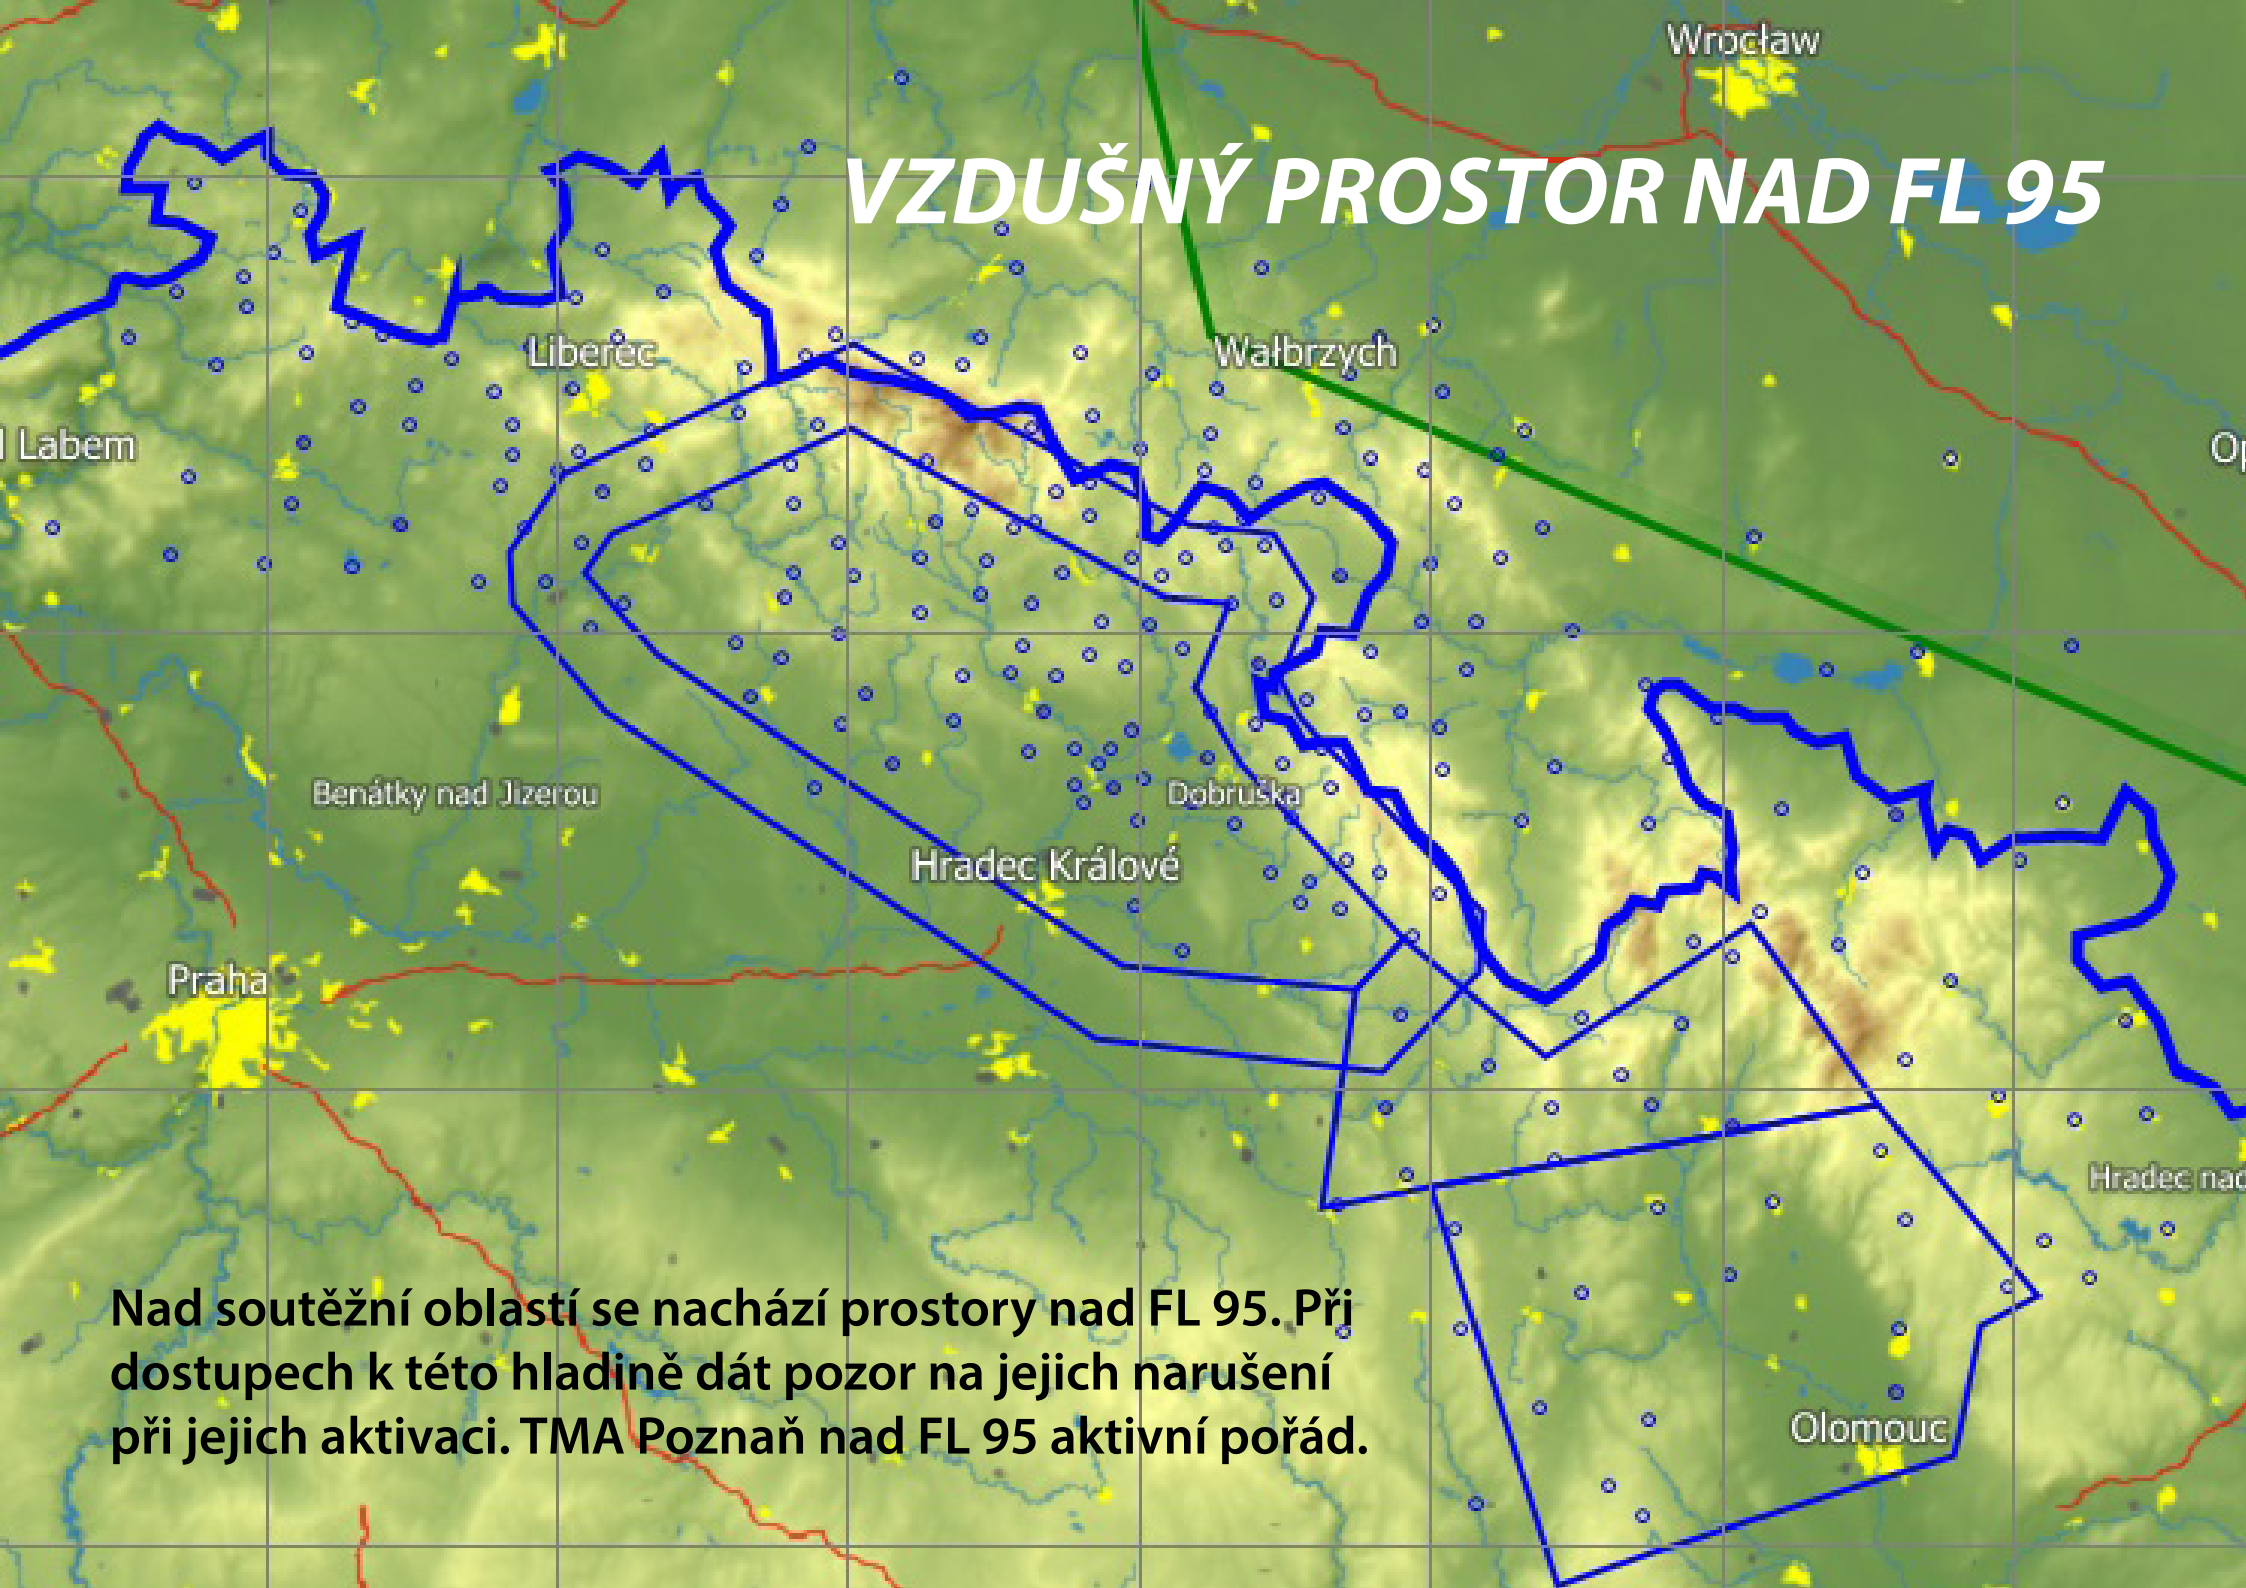 Wrocław
VZDUŠNÝ PROSTOR NAD FL 95
Liberec
Wałbrzych
Labem
Benátky nad Jizerou
Dobruška
Hradec Králové
Praha
Hradec nad
Nad soutěžní oblastí se nachází prostory nad FL 95. Při
dostupech k této hladině dát pozor na jejich narušení
při jejich aktivaci. TMA Poznaň nad FL 95 aktivní pořád.
Olomouc